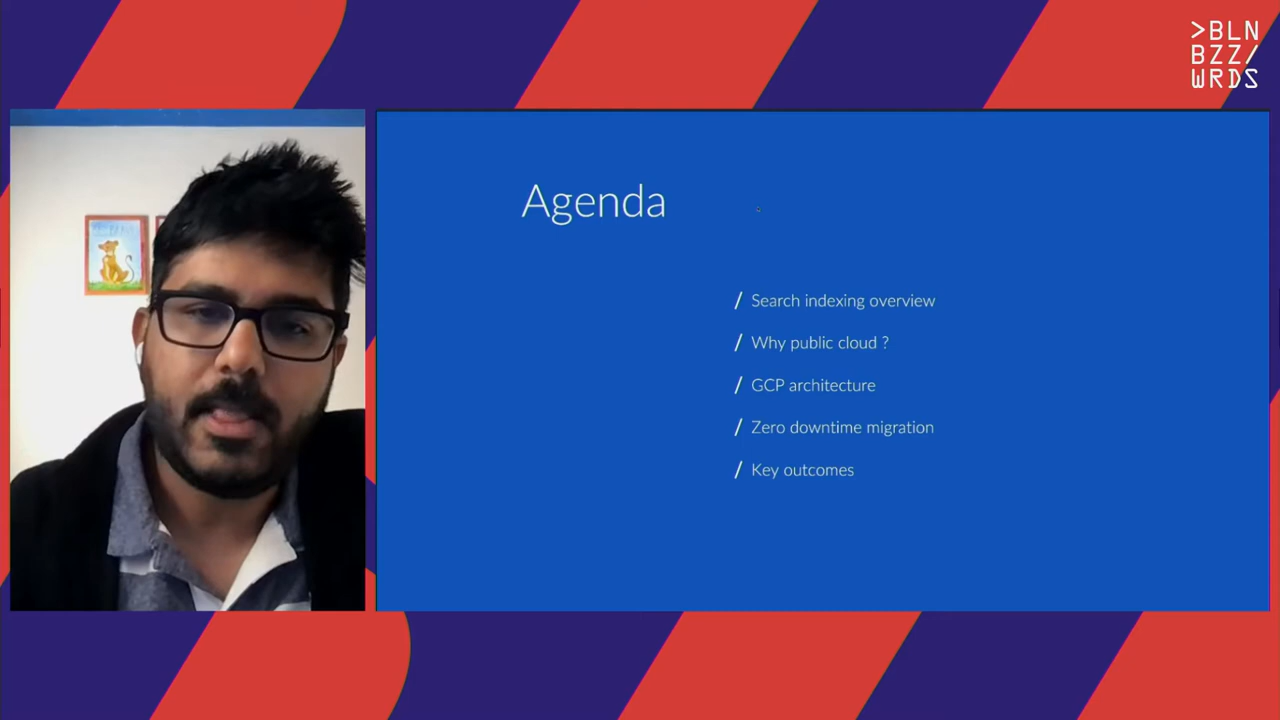 >BLN
BZZ/
WRDS
Agenda
/ Search indexing overview
/ Why public cloud ?
/ GCP architecture
/ Zero downtime migration
/ Key outcomes